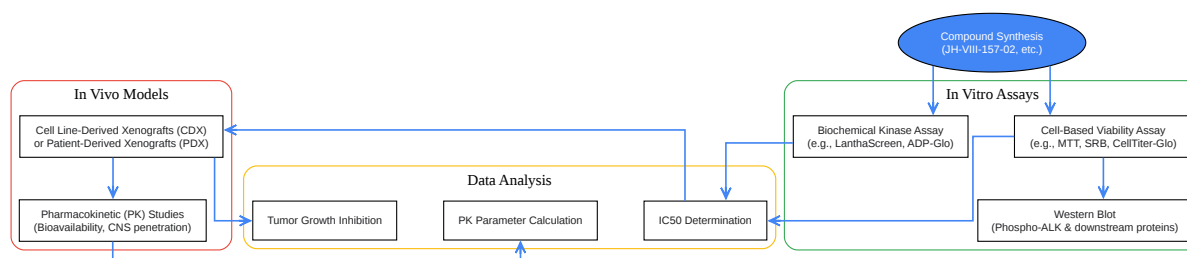 Compound Synthesis
(JH-VIII-157-02, etc.)
In Vivo Models
In Vitro Assays
Cell Line-Derived Xenografts (CDX)
or Patient-Derived Xenografts (PDX)
Biochemical Kinase Assay
(e.g., LanthaScreen, ADP-Glo)
Cell-Based Viability Assay
(e.g., MTT, SRB, CellTiter-Glo)
Data Analysis
Pharmacokinetic (PK) Studies
(Bioavailability, CNS penetration)
Tumor Growth Inhibition
PK Parameter Calculation
IC50 Determination
Western Blot
(Phospho-ALK & downstream proteins)